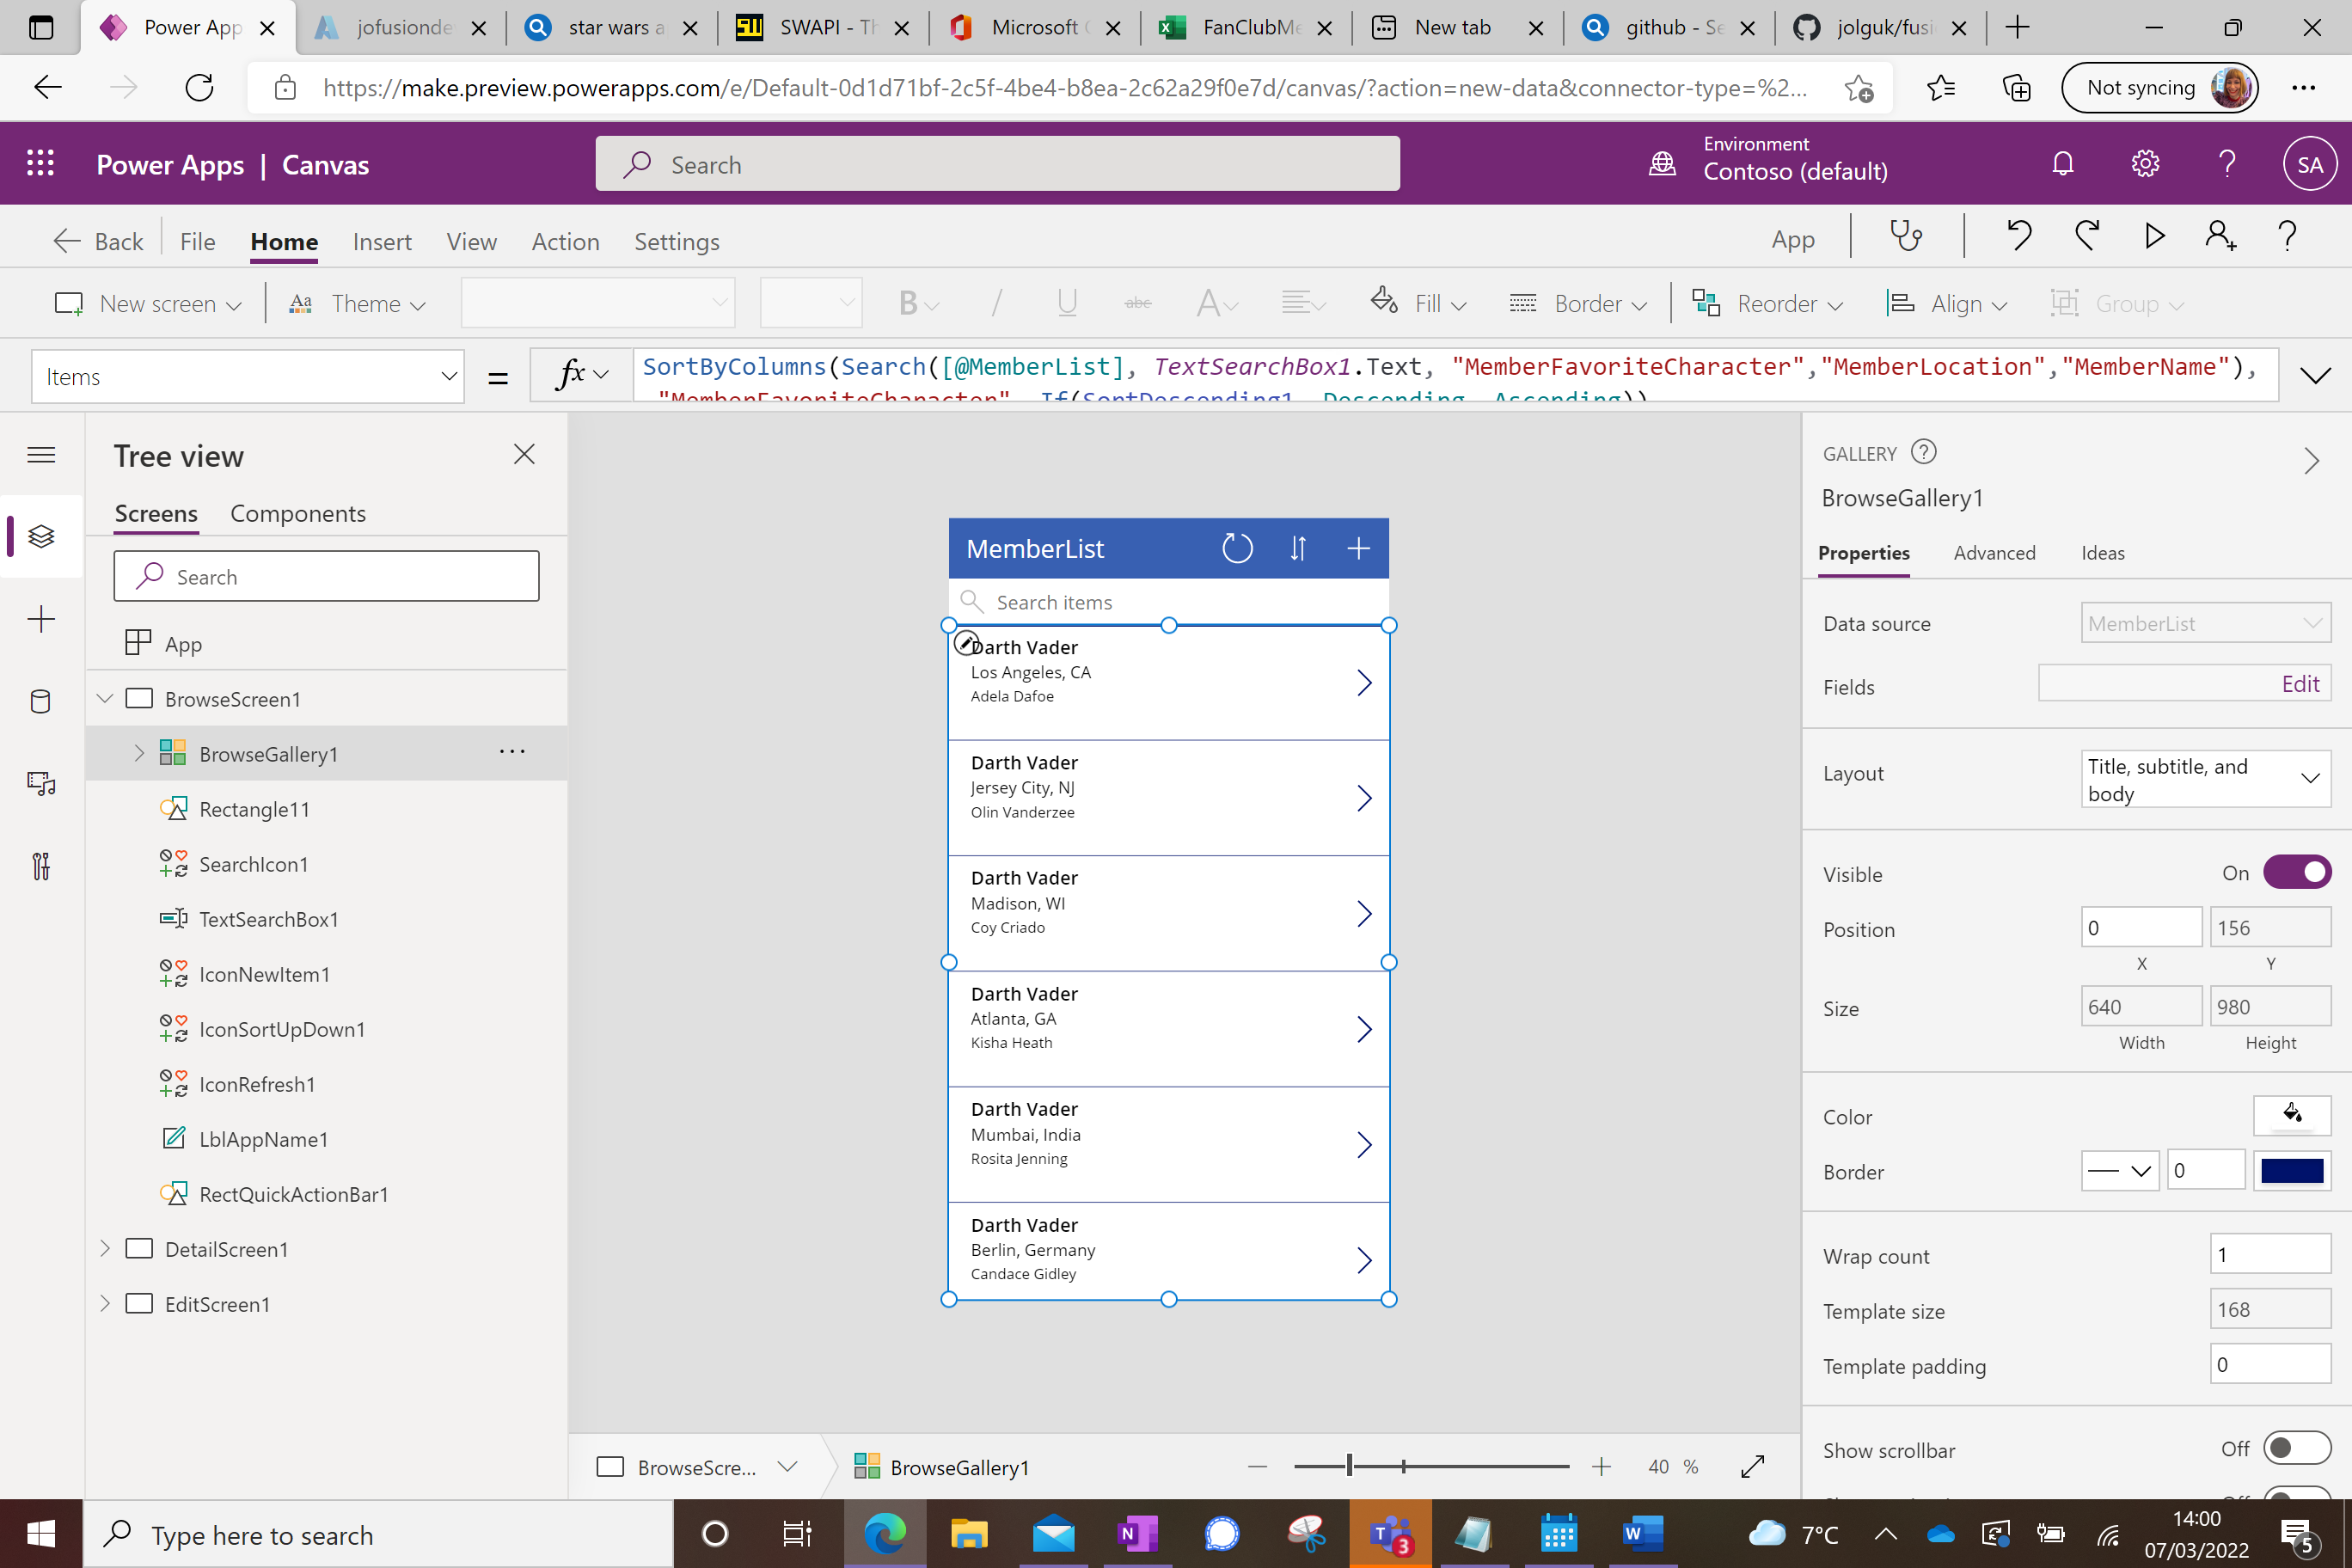 Power App
jofusionde
star wars a
SWAPI - Th
Microsoft
FanClubMe
New tab
github - Se
jolguk/fusi
https://make.preview.powerapps.com/e/Default-0d1d71bf-2c5f-4be4-b8ea-2c62a29f0e7d/canvas/?action=new-data&connector-type=%2...
Not syncing
Power Apps | Canvas
Search
Environment
Contoso (default)
SA
Back File Home Insert View Action Settings
App
New screen
Theme
B / U abc A
Fill
Border
Reorder
Align
Group
Items
= fx
SortByColumns(Search([@MemberList], TextSearchBox1.Text, "MemberFavoriteCharacter","MemberLocation","MemberName"),
"MemberFavoriteCharacter", If(SortDescending1, Descending, Ascending))
Tree view
Screens Components
Search
App
BrowseScreen1
BrowseGallery1
Rectangle11
SearchIcon1
TextSearchBox1
IconNewItem1
IconSortUpDown1
IconRefresh1
LblAppName1
RectQuickActionBar1
DetailScreen1
EditScreen1
MemberList
Search items
Darth Vader
Los Angeles, CA
Adela Dafoe
Darth Vader
Jersey City, NJ
Olin Vanderzee
Darth Vader
Madison, WI
Coy Criado
Darth Vader
Atlanta, GA
Kisha Heath
Darth Vader
Mumbai, India
Rosita Jenning
Darth Vader
Berlin, Germany
Candace Gidley
BrowseScre...
BrowseGallery1
40 %
GALLERY ?
BrowseGallery1
Properties Advanced Ideas
Data source
MemberList
Fields
Edit
Layout
Title, subtitle, and
body
Visible
On
Position
0 156
X Y
Size
640 980
Width Height
Color
Border
0
Wrap count
1
Template size
168
Template padding
0
Show scrollbar
Off
Type here to search
3
7°C
14:00
07/03/2022
5